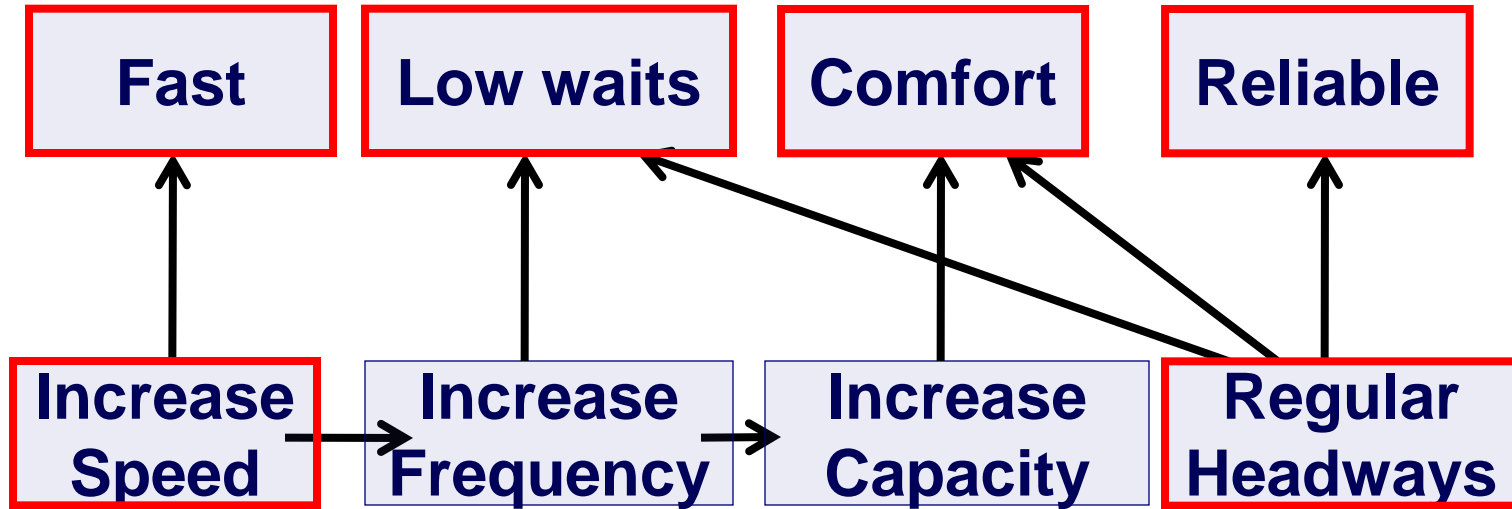 Fast
Low waits
Comfort
Reliable
Increase
Speed
Increase
Frequency
Increase
Capacity
Regular
Headways